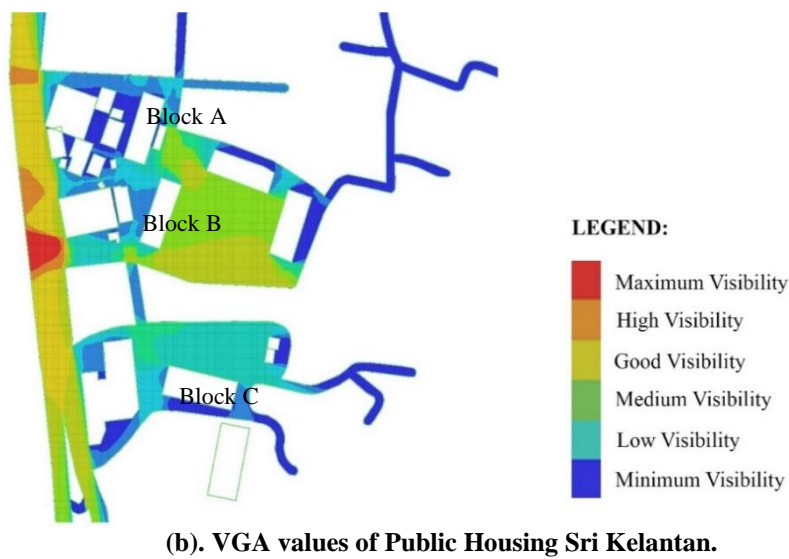 Block A
Block B
Block C
LEGEND:
Maximum Visibility
High Visibility
Good Visibility
Medium Visibility
Low Visibility
Minimum Visibility
(b). VGA values of Public Housing Sri Kelantan.